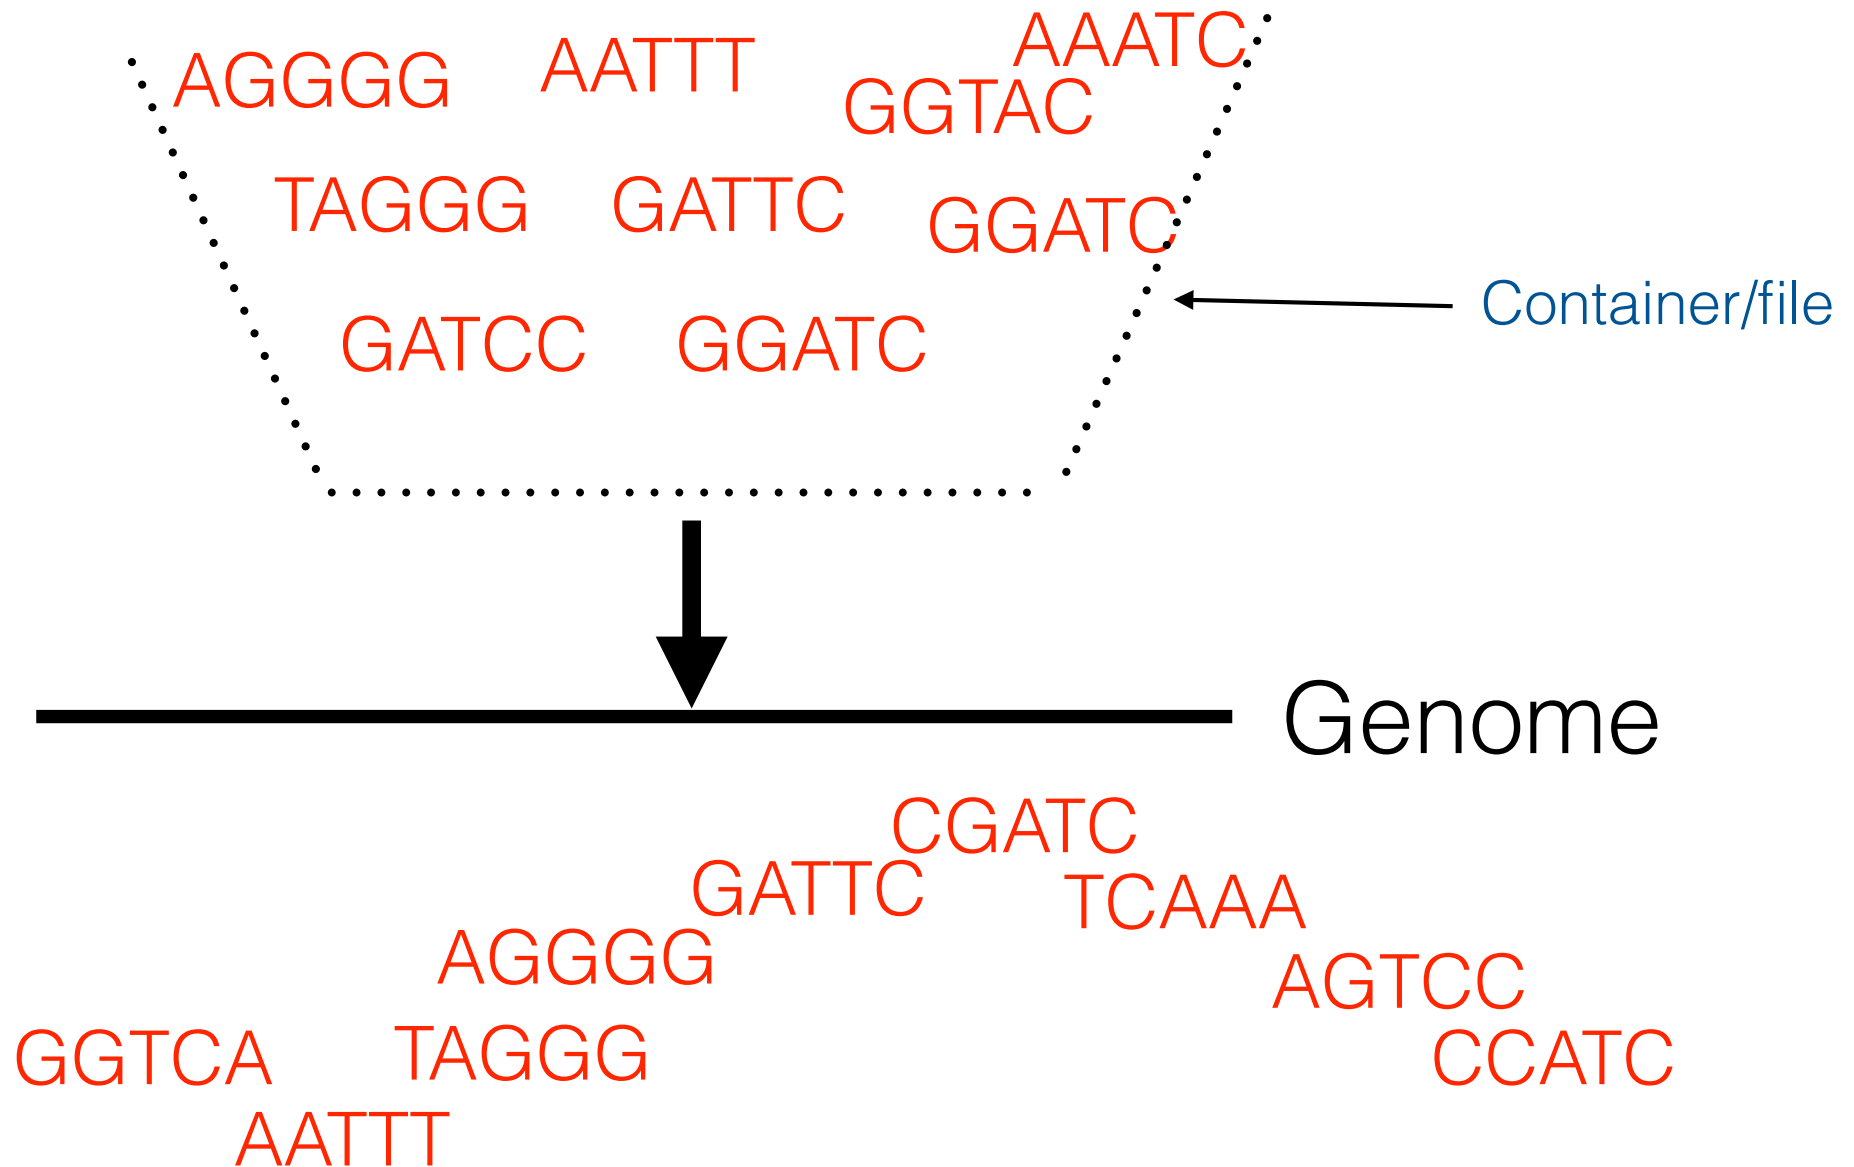 AAATC
AGGGG
AATTT
GGTAC
TAGGG
GATTC
GGATC
Container/file
GATCC
GGATC
Genome
CGATC
GATTC
TCAAA
AGGGG
AGTCC
GGTCA
TAGGG
CCATC
AATTT